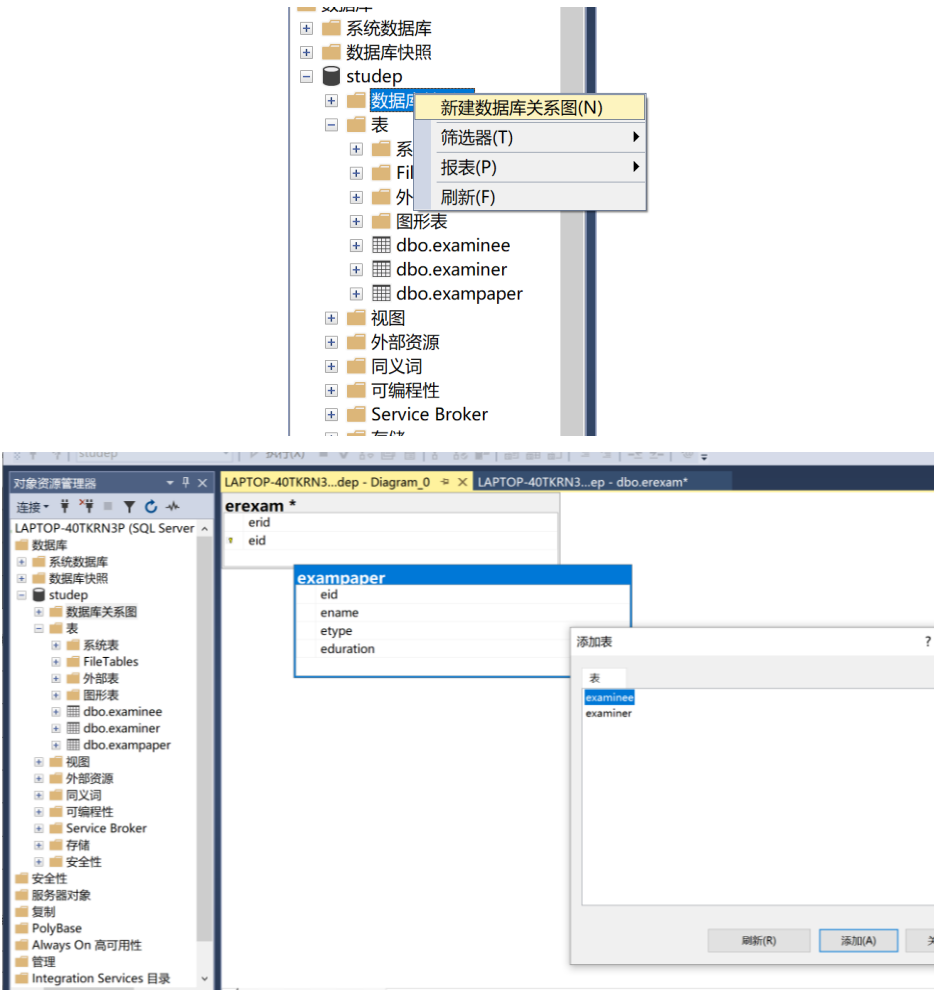 数据库
系统数据库
数据库快照
studep
数据库
新建数据库关系图(N)
表
筛选器(T)
系
报表(P)
Fil
外
刷新(F)
图形表
dbo.examinee
dbo.examiner
dbo.exampaper
视图
外部资源
同义词
可编程性
Service Broker
存储
studep
执行(X)
对象资源管理器
LAPTOP-40TKRN3...dep - Diagram_0
LAPTOP-40TKRN3...ep - dbo.erexam*
连接
LAPTOP-40TKRN3P (SQL Server
数据库
系统数据库
数据库快照
studep
数据库关系图
表
系统表
FileTables
外部表
图形表
dbo.examinee
dbo.examiner
dbo.exampaper
视图
外部资源
同义词
可编程性
Service Broker
存储
安全性
安全性
服务器对象
复制
PolyBase
Always On 高可用性
管理
Integration Services 目录
erexam *
erid
eid
exampaper
eid
ename
etype
eduration
添加表
?
表
examinee
examiner
刷新(R)
添加(A)